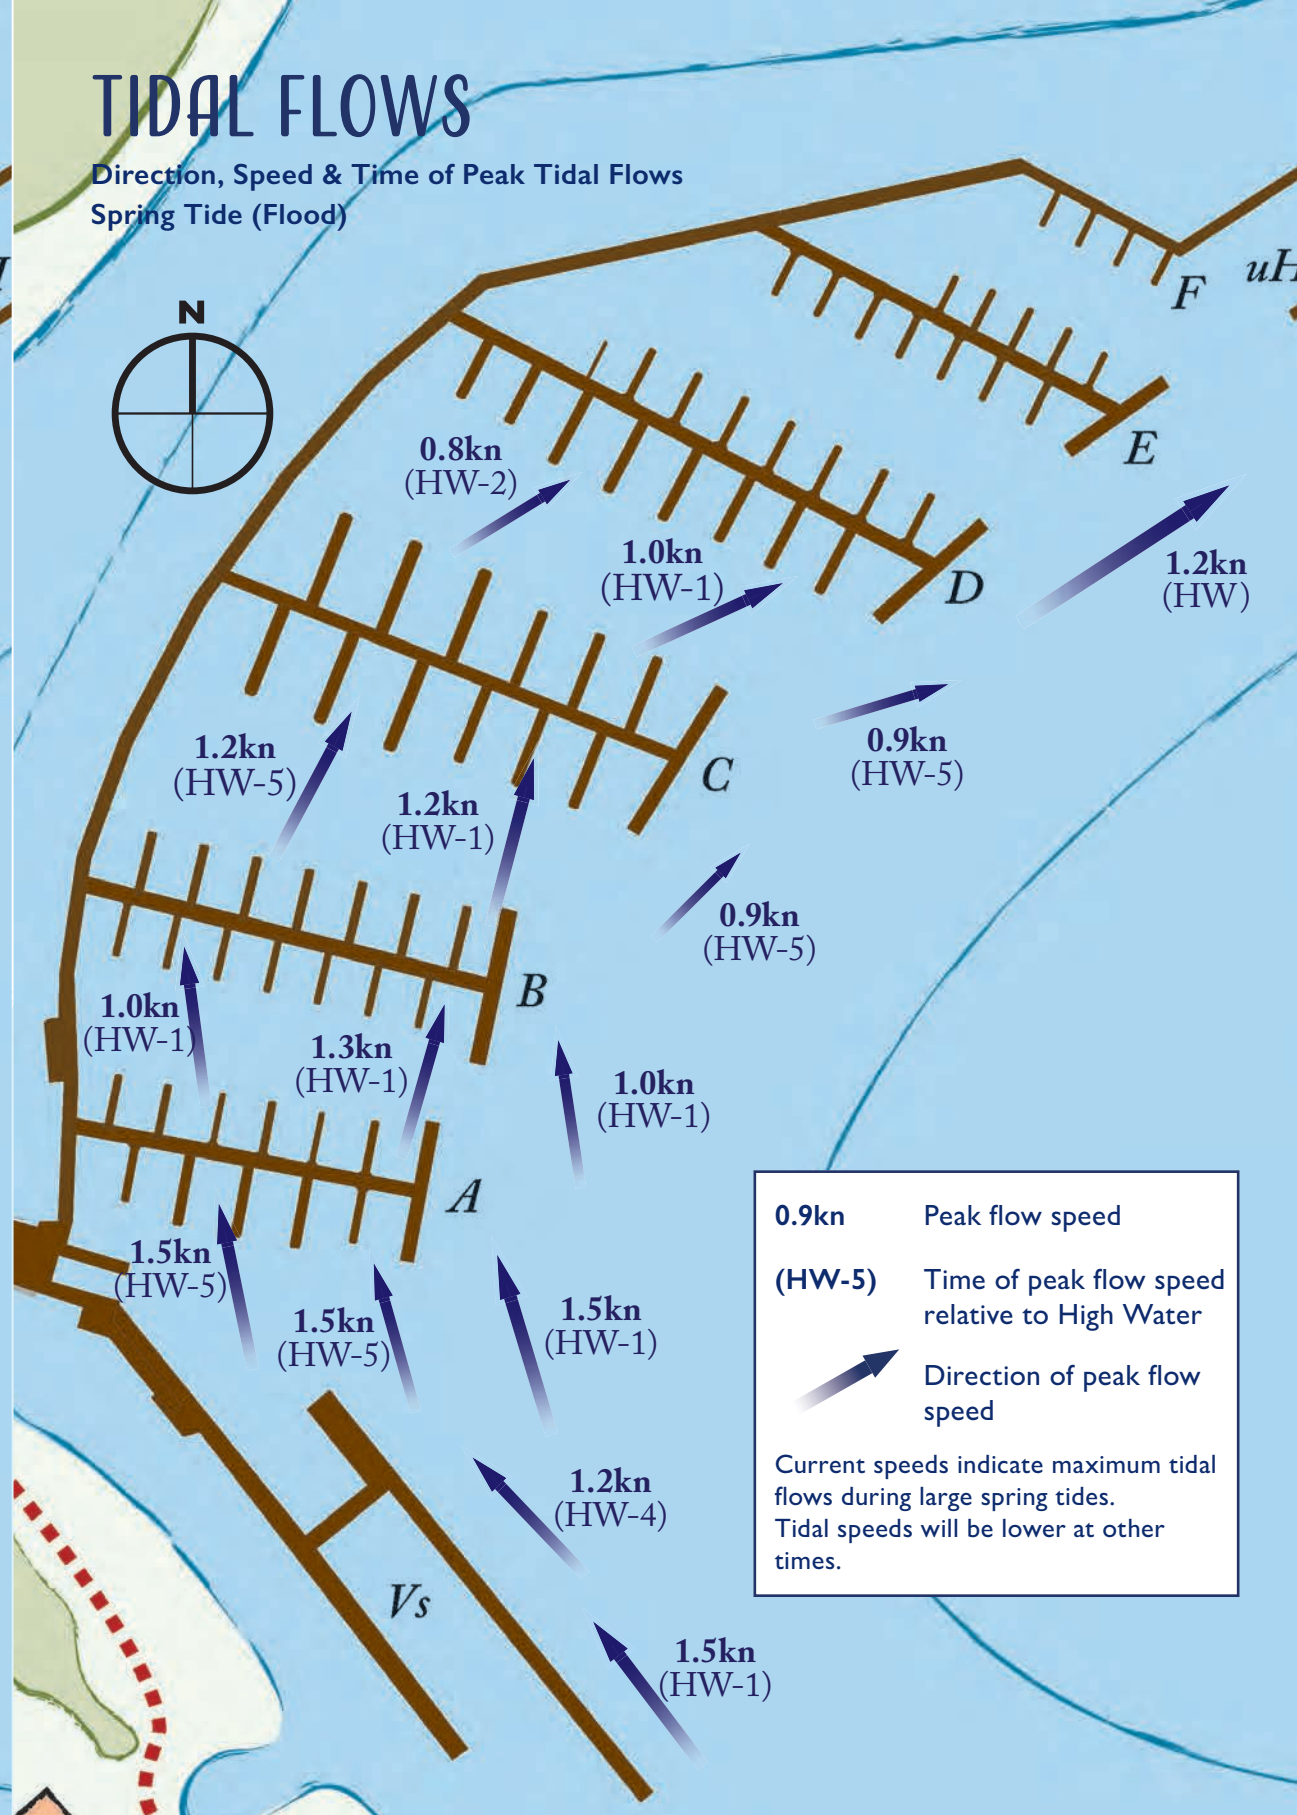 TIDAL FLOWS
Direction, Speed & Time of Peak Tidal Flows
Spring Tide (Flood)
N
F
uH
E
0.8kn
(HW-2)
1.0kn
(HW-1)
D
1.2kn
(HW)
1.2kn
(HW-5)
0.9kn
(HW-5)
C
1.2kn
(HW-1)
0.9kn
(HW-5)
B
1.0kn
(HW-1)
1.3kn
(HW-1)
1.0kn
(HW-1)
A
1.5kn
(HW-5)
1.5kn
(HW-5)
1.5kn
(HW-1)
1.2kn
(HW-4)
Vs
1.5kn
(HW-1)
0.9kn Peak flow speed
(HW-5) Time of peak flow speed
relative to High Water
Direction of peak flow
speed
Current speeds indicate maximum tidal
flows during large spring tides.
Tidal speeds will be lower at other
times.